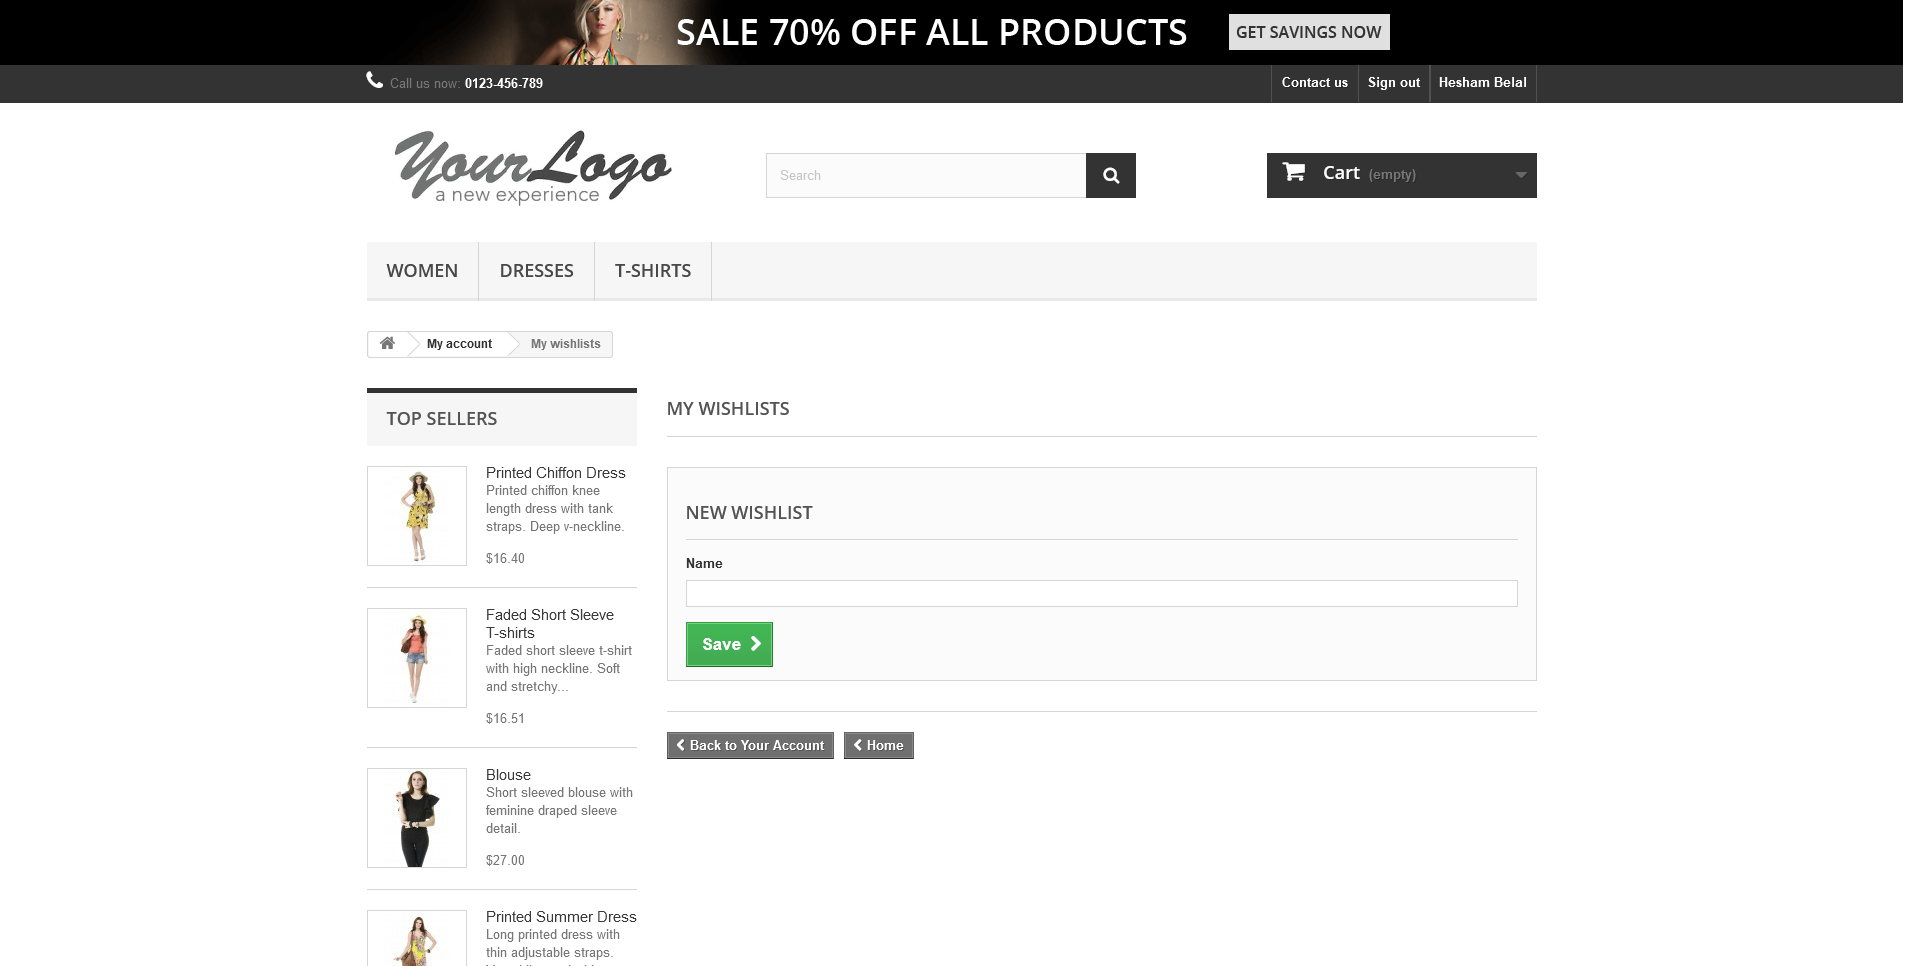 SALE 70% OFF ALL PRODUCTS GET SAVINGS NOW
Call us now: 0123-456-789
Contact us Sign out Hesham Belal
YourLogo
a new experience
Search
Cart (empty)
WOMEN DRESSES T-SHIRTS
My account My wishlists
TOP SELLERS
Printed Chiffon Dress
Printed chiffon knee
length dress with tank
straps. Deep v-neckline.
$16.40
Faded Short Sleeve
T-shirts
Faded short sleeve t-shirt
with high neckline. Soft
and stretchy...
$16.51
Blouse
Short sleeved blouse with
feminine draped sleeve
detail.
$27.00
Printed Summer Dress
Long printed dress with
thin adjustable straps.
MY WISHLISTS
NEW WISHLIST
Name
Save
Back to Your Account Home